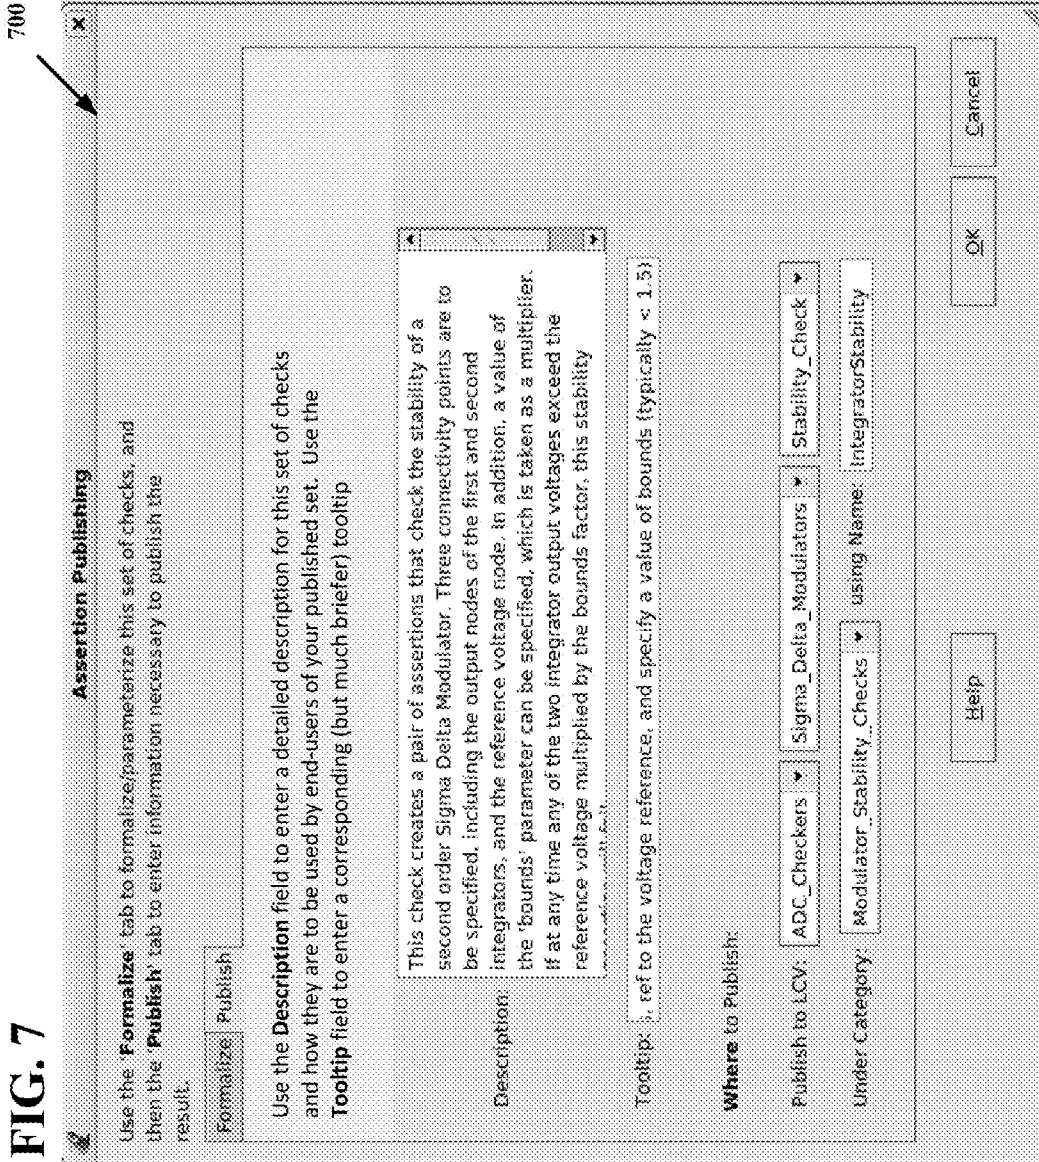 FIG. 7
700
Assertion Publishing
Use the 'Formalize' tab to formalize/parameterize this set of checks, and
then the 'Publish' tab to enter information necessary to publish the
result.
Formalize Publish
Use the Description field to enter a detailed description for this set of checks
and how they are to be used by end-users of your published set. Use the
Tooltip field to enter a corresponding (but much briefer) tooltip
Description:
This check creates a pair of assertions that check the stability of a
second order Sigma Delta Modulator. Three connectivity points are to
be specified, including the output nodes of the first and second
integrators, and the reference voltage node. In addition, a value of
the 'bounds' parameter can be specified, which is taken as a multiplier.
If at any time any of the two integrator output voltages exceed the
reference voltage multiplied by the bounds factor, this stability
Tooltip: s, ref to the voltage reference, and specify a value of bounds (typically < 1.5)
Where to Publish:
Publish to LCV: ADC_Checkers Sigma_Delta_Modulators Stability_Check
Under Category: Modulator_Stability_Checks using Name: IntegratorStability
Help OK Cancel